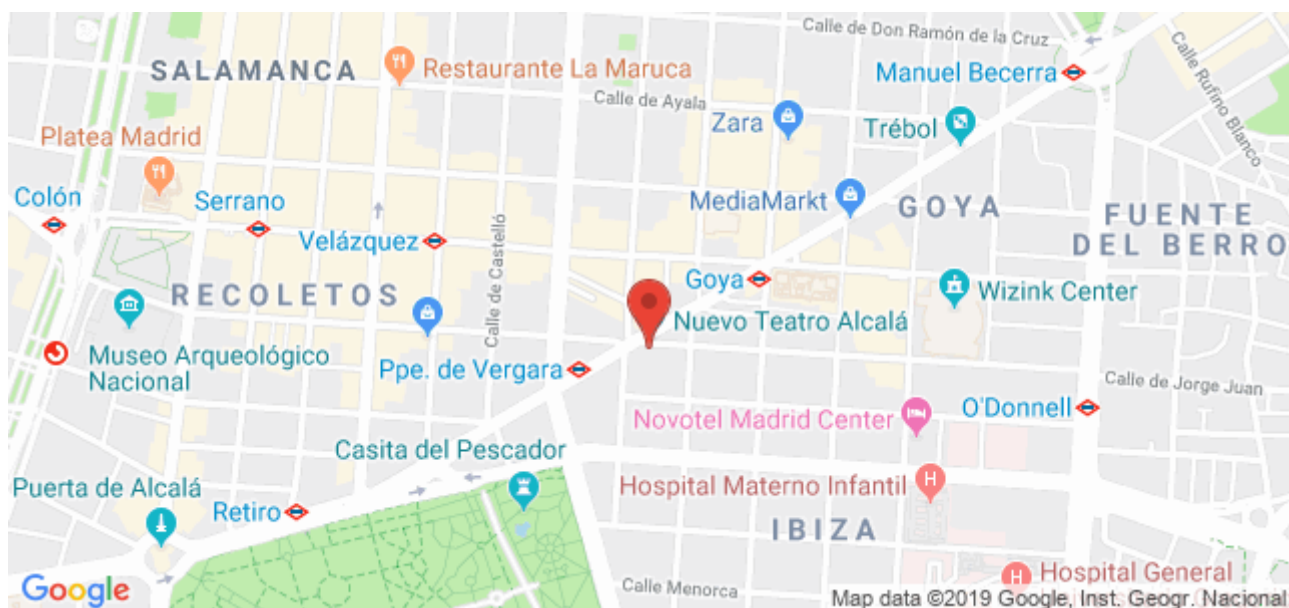 Calle de Don Ramón de la Cruz
SALAMANCA
Restaurante La Maruca
Manuel Becerra
Calle Rufino Blanco
Calle de Ayala
Zara
Trébol
Platea Madrid
Colón
Serrano
MediaMarkt
GOYA
FUENTE
DEL BERRO
Velázquez
Calle de Castelló
Goya
Wizink Center
RECOLETOS
Nuevo Teatro Alcalá
Museo Arqueológico
Nacional
Ppe. de Vergara
Calle de Jorge Juan
Novotel Madrid Center
O'Donnell
Casita del Pescador
Puerta de Alcalá
Hospital Materno Infantil
H
Retiro
IBIZA
Google
Calle Menorca
H
Hospital General
Map data ©2019 Google, Inst. Geogr. Nacional